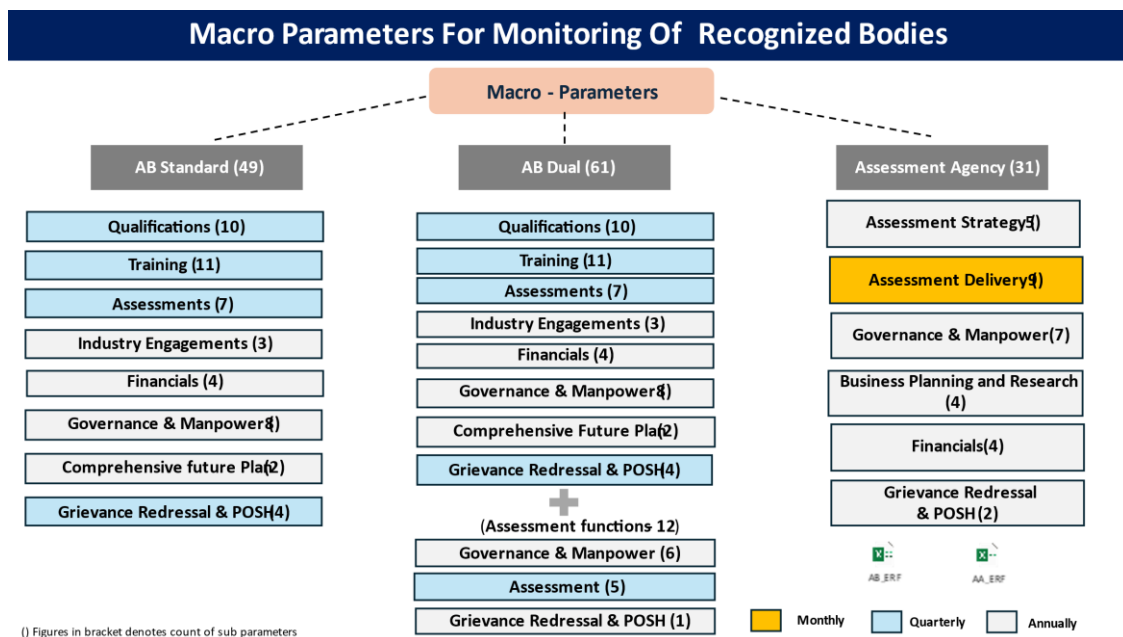 Macro Parameters For Monitoring Of Recognized Bodies
Macro - Parameters
AB Standard (49)
Qualifications (10)
Training (11)
Assessments (7)
Industry Engagements (3)
Financials (4)
Governance & Manpower(8)
Comprehensive future Plan(2)
Grievance Redressal & POSH(4)
AB Dual (61)
Qualifications (10)
Training (11)
Assessments (7)
Industry Engagements (3)
Financials (4)
Governance & Manpower(8)
Comprehensive Future Plan(2)
Grievance Redressal & POSH(4)
(Assessment functions- 12)
Governance & Manpower (6)
Assessment (5)
Grievance Redressal & POSH (1)
Assessment Agency (31)
Assessment Strategy(5)
Assessment Delivery(9)
Governance & Manpower(7)
Business Planning and Research
(4)
Financials(4)
Grievance Redressal
& POSH (2)
AB_ERF
AA_ERF
Monthly
Quarterly
Annually
() Figures in bracket denotes count of sub parameters